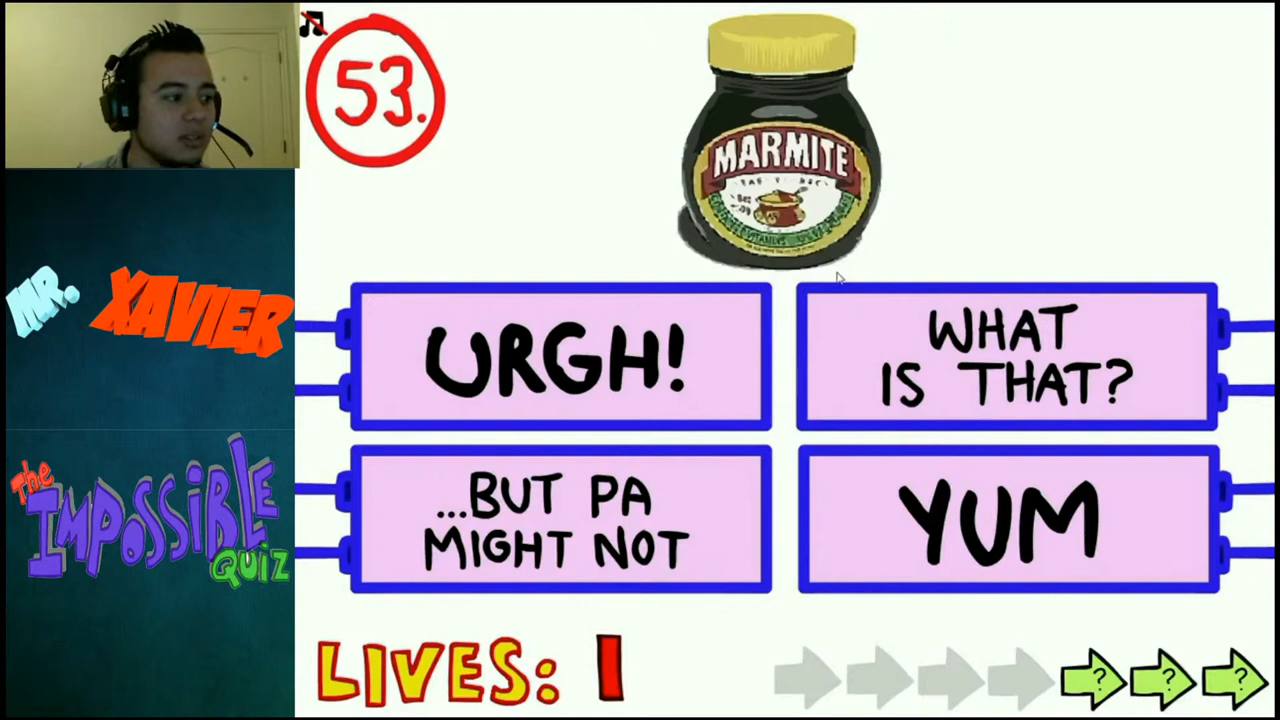 53.
MARMITE
MR.
XAVIER
The
IMPOSSIBLE
QUIZ
URGH!
WHAT
IS THAT?
...BUT PA
MIGHT NOT
YUM
LIVES: 1
? ? ?